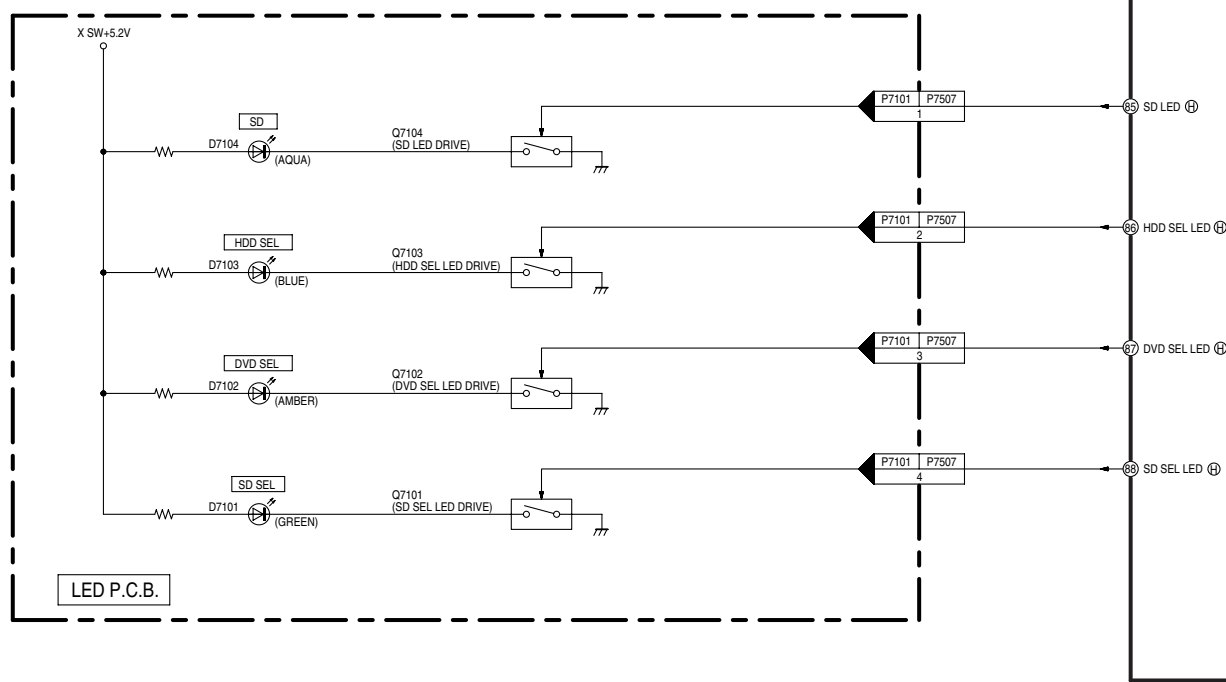 X SW+5.2V
P7101 P7507
1
85 SD LED H
SD
D7104
(AQUA)
Q7104
(SD LED DRIVE)
P7101 P7507
2
86 HDD SEL LED H
HDD SEL
D7103
(BLUE)
Q7103
(HDD SEL LED DRIVE)
P7101 P7507
3
87 DVD SEL LED H
DVD SEL
D7102
(AMBER)
Q7102
(DVD SEL LED DRIVE)
P7101 P7507
4
88 SD SEL LED H
SD SEL
D7101
(GREEN)
Q7101
(SD SEL LED DRIVE)
LED P.C.B.